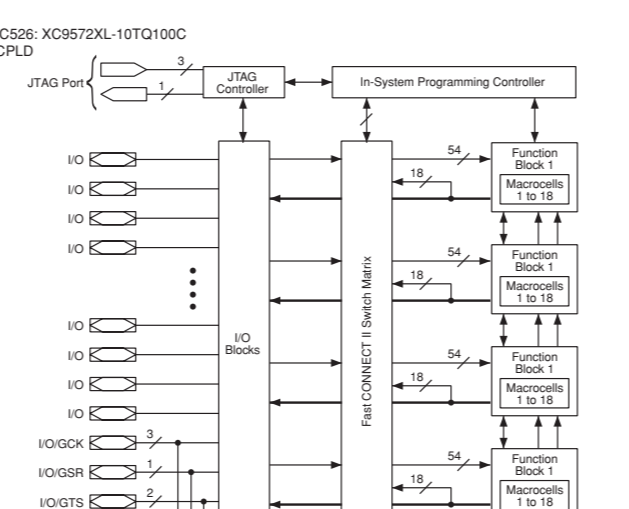 C526: XC9572XL-10TQ100C
CPLD
JTAG Port
3
1
JTAG
Controller
In-System Programming Controller
I/O
I/O
I/O
I/O
I/O
I/O
I/O
I/O
I/O/GCK
3
I/O/GSR
1
I/O/GTS
2
I/O
Blocks
Fast CONNECT II Switch Matrix
54
18
Function
Block 1
Macrocells
1 to 18
54
18
Function
Block 1
Macrocells
1 to 18
54
18
Function
Block 1
Macrocells
1 to 18
54
18
Function
Block 1
Macrocells
1 to 18